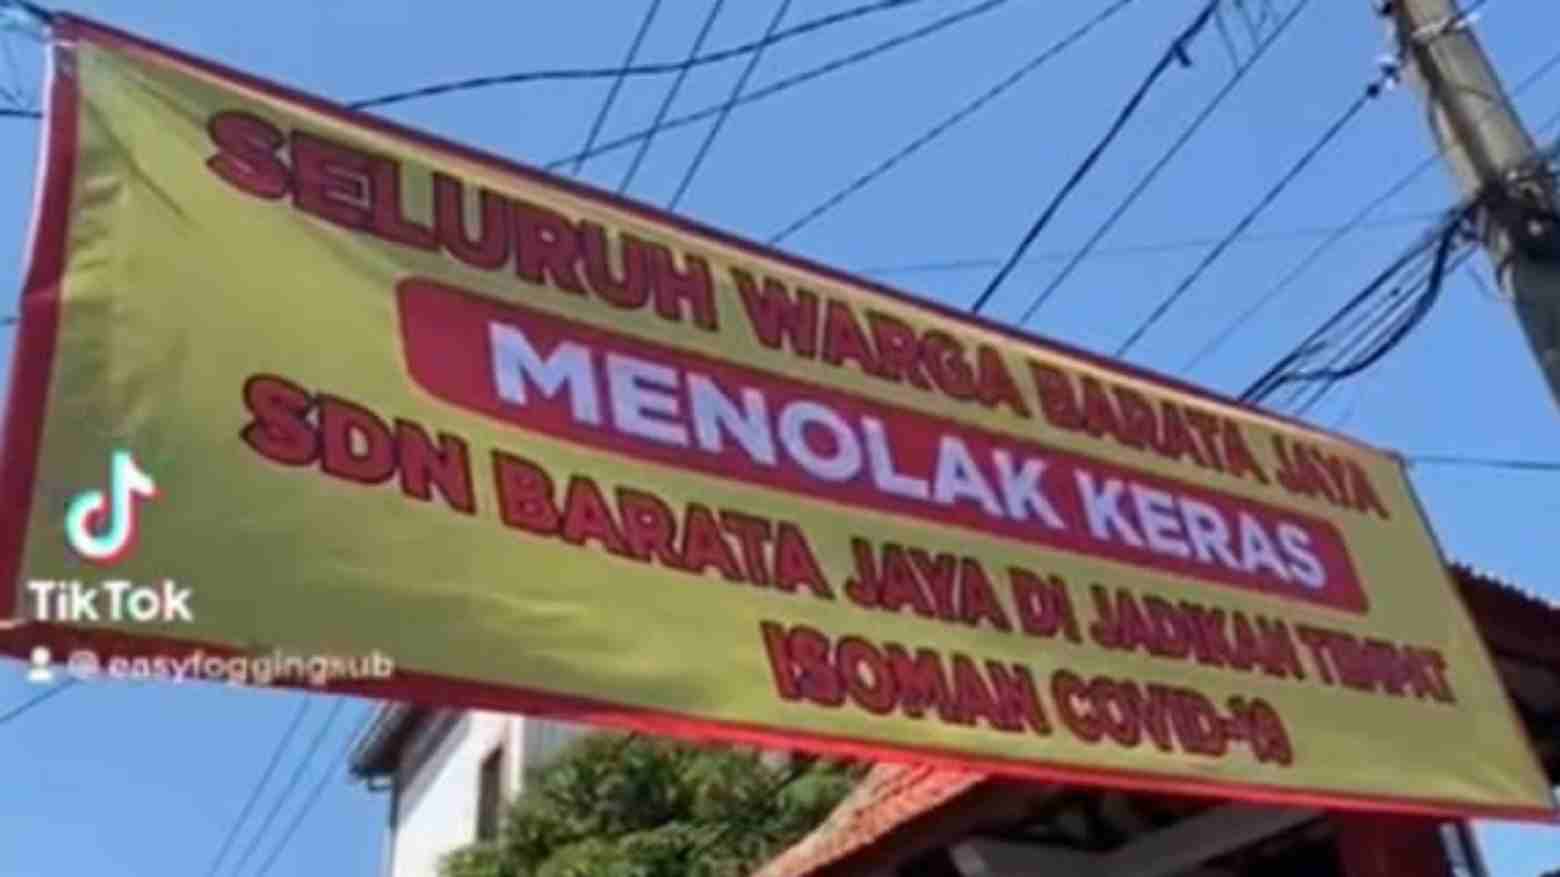 SELURUH WARGA BARATA JAYA
MENOLAK KERAS
SDN BARATA JAYA DI JADIKAN TEMPAT
ISOMAN COVID-19
TikTok
@easyfoggingsub